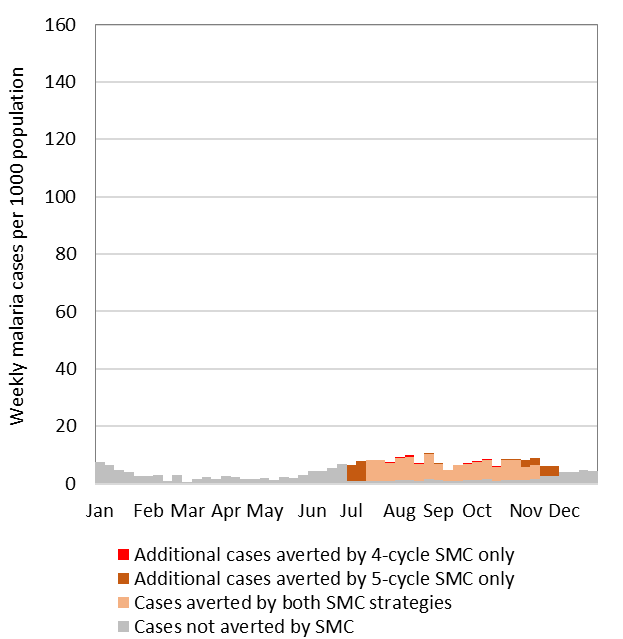 Weekly malaria cases per 1000 population
160
140
120
100
80
60
40
20
0
Jan Feb Mar Apr May Jun Jul Aug Sep Oct Nov Dec
Additional cases averted by 4-cycle SMC only
Additional cases averted by 5-cycle SMC only
Cases averted by both SMC strategies
Cases not averted by SMC